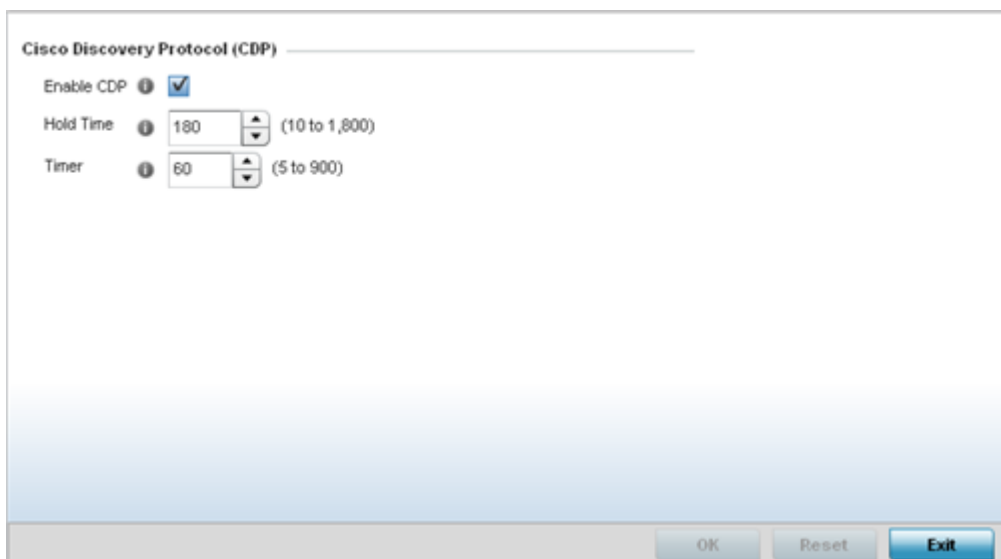 Cisco Discovery Protocol (CDP)
Enable CDP
Hold Time 180 (10 to 1,800)
Timer 60 (5 to 900)
OK Reset Exit